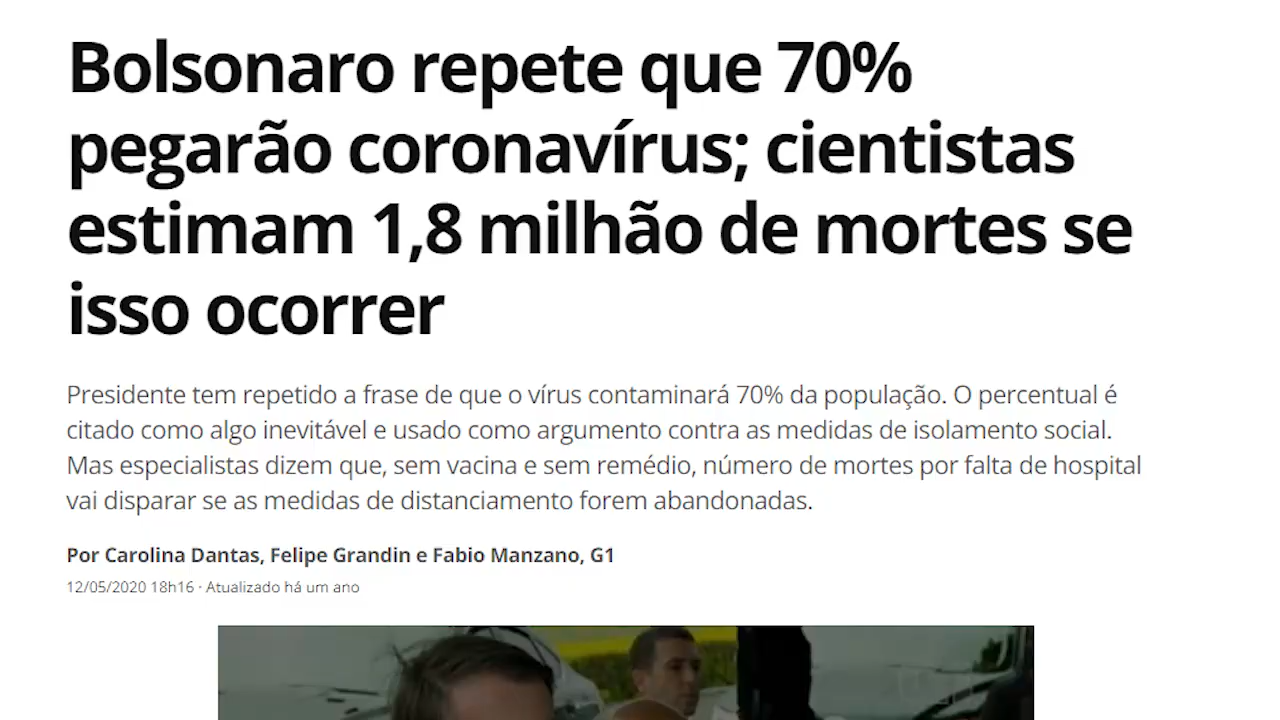 Bolsonaro repete que 70%
pegarão coronavírus; cientistas
estimam 1,8 milhão de mortes se
isso ocorrer
Presidente tem repetido a frase de que o vírus contaminará 70% da população. O percentual é
citado como algo inevitável e usado como argumento contra as medidas de isolamento social.
Mas especialistas dizem que, sem vacina e sem remédio, número de mortes por falta de hospital
vai disparar se as medidas de distanciamento forem abandonadas.
Por Carolina Dantas, Felipe Grandin e Fabio Manzano, G1
12/05/2020 18h16 · Atualizado há um ano